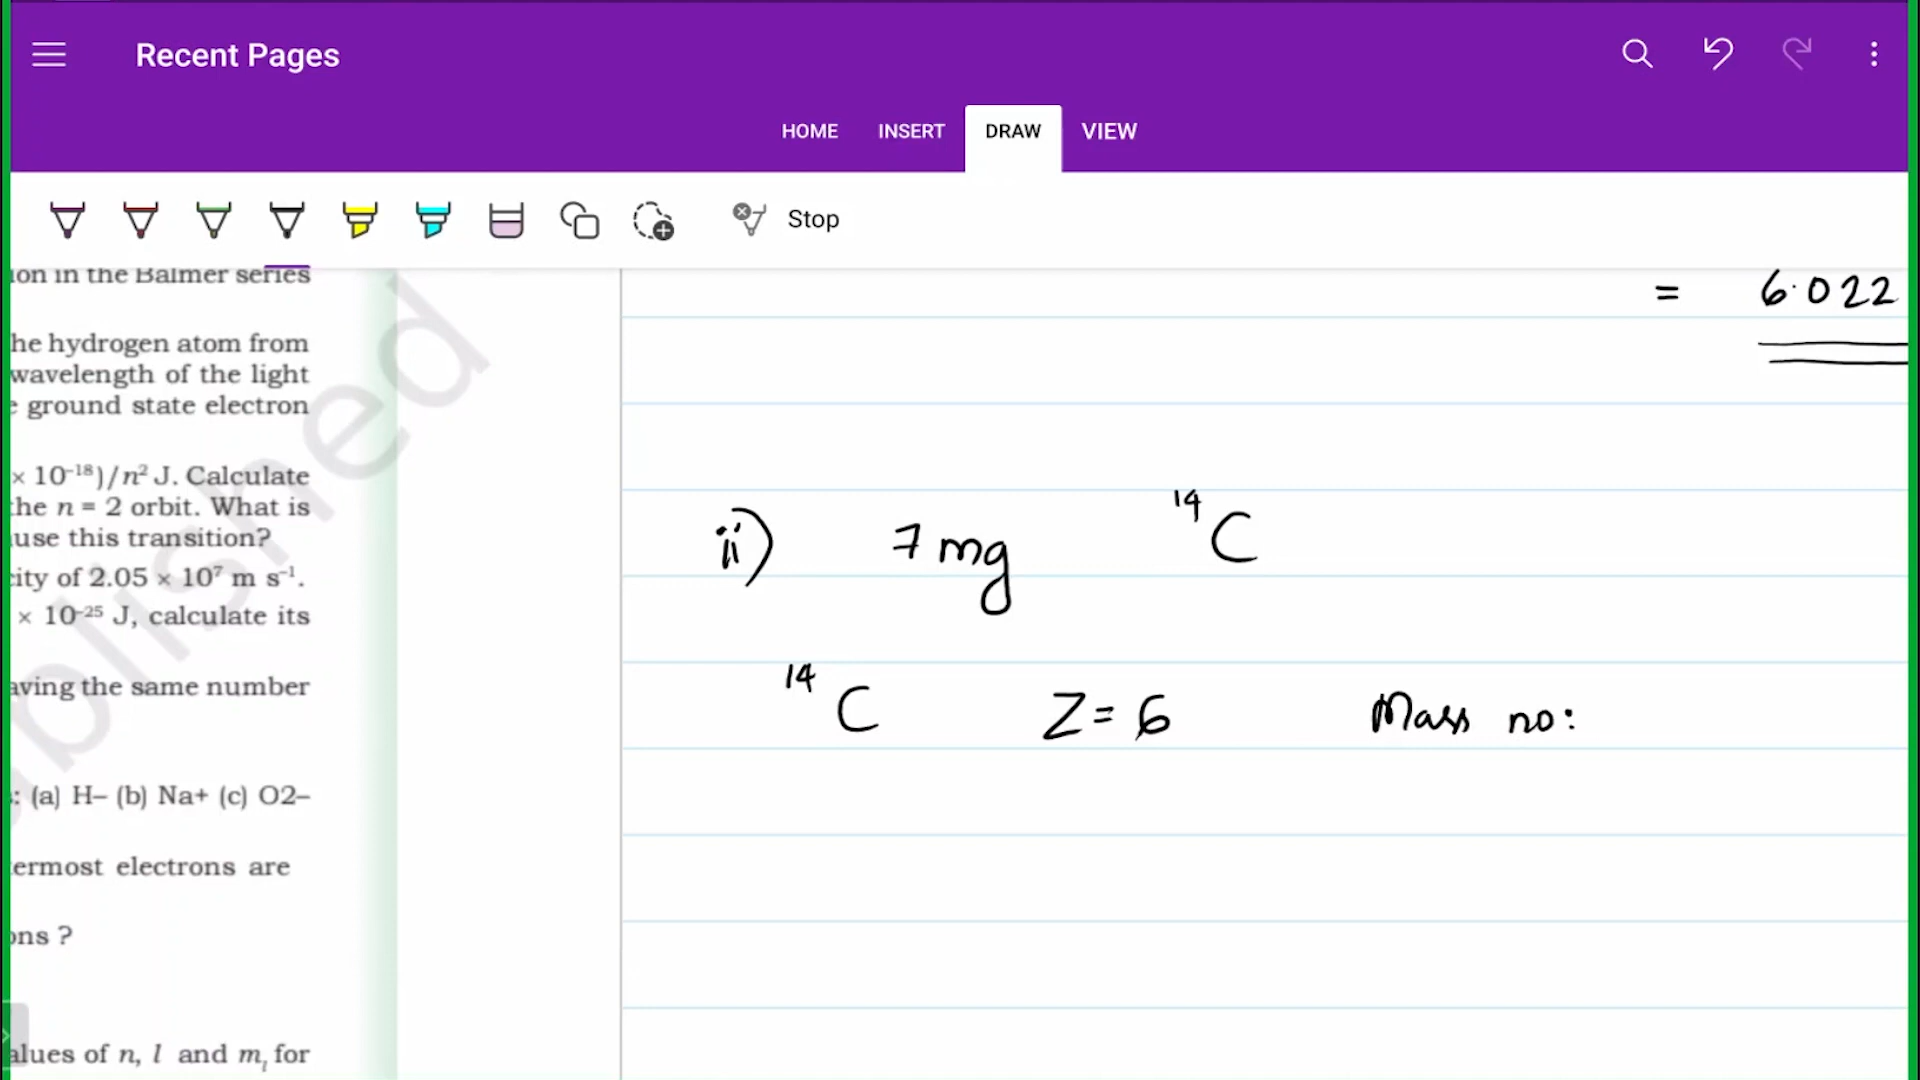 Recent Pages
HOME INSERT DRAW VIEW
Stop
ion in the Balmer series
he hydrogen atom from
wavelength of the light
e ground state electron
× 10⁻¹⁸)/n² J. Calculate
the n = 2 orbit. What is
use this transition?
city of 2.05 × 10⁷ m s⁻¹.
× 10⁻²⁵ J, calculate its
aving the same number
: (a) H– (b) Na+ (c) O2–
ermost electrons are
ons ?
alues of n, l and mₗ for
blished
= 6.022
ii) 7 mg ¹⁴C
¹⁴C Z = 6 Mass no: